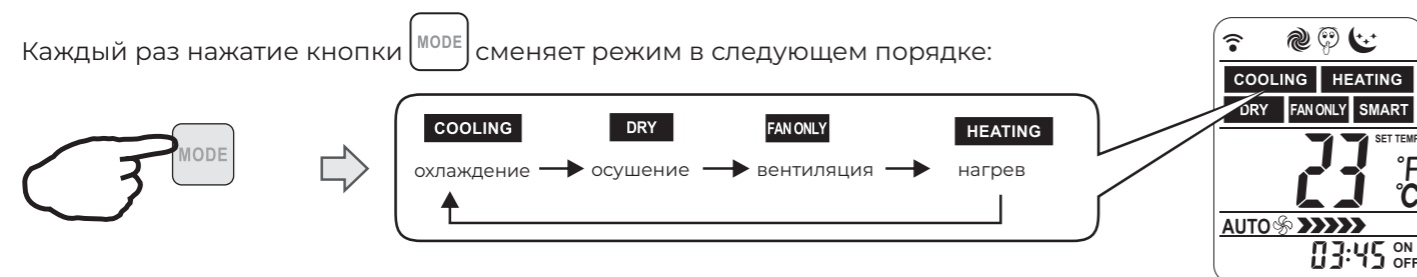 Каждый раз нажатие кнопки MODE сменяет режим в следующем порядке:
MODE
COOLING DRY FAN ONLY HEATING
охлаждение осушение вентиляция нагрев
COOLING HEATING
DRY FAN ONLY SMART
SET TEMP
23 °F
°C
AUTO
03:45 ON
OFF